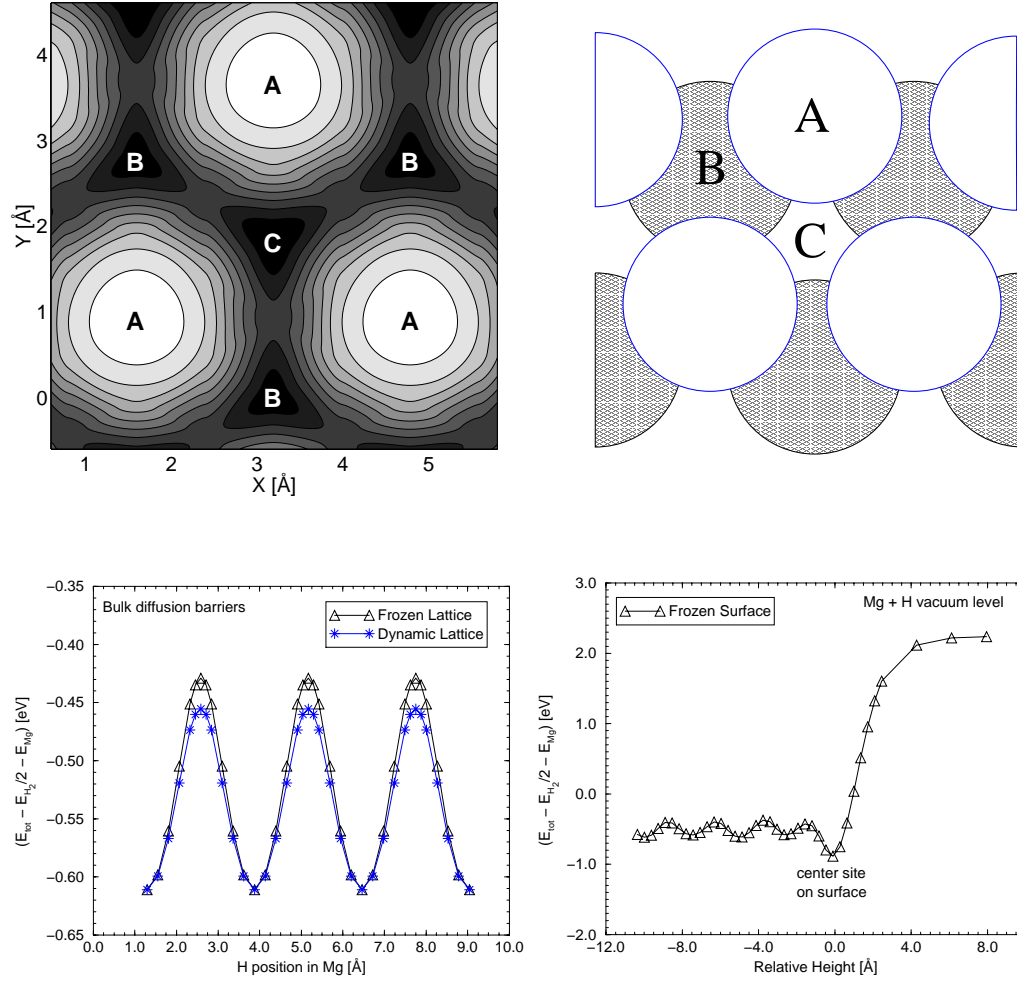 A
B
B
C
A
A
B
4
3
2
1
0
Y [Å]
1
2
3
4
5
X [Å]
A
B
C
Bulk diffusion barriers
Frozen Lattice
Dynamic Lattice
−0.35
−0.40
−0.45
−0.50
−0.55
−0.60
−0.65
(E_tot − E_H_2/2 − E_Mg) [eV]
0.0
1.0
2.0
3.0
4.0
5.0
6.0
7.0
8.0
9.0
10.0
H position in Mg [Å]
Frozen Surface
Mg + H vacuum level
center site
on surface
3.0
2.0
1.0
0.0
−1.0
−2.0
(E_tot − E_H_2/2 − E_Mg) [eV]
−12.0
−8.0
−4.0
0.0
4.0
8.0
Relative Height [Å]